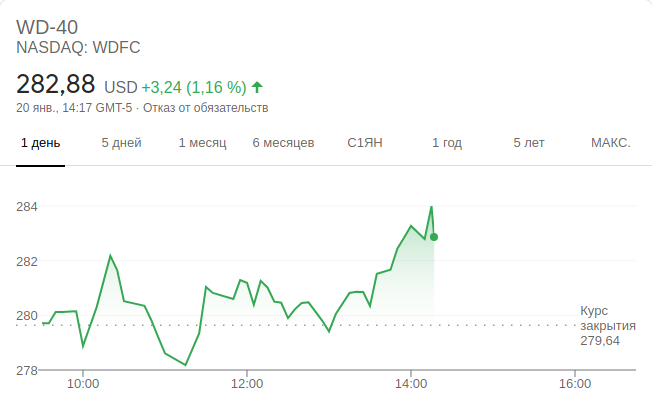 WD-40
NASDAQ: WDFC
282,88 USD +3,24 (1,16 %)
20 янв., 14:17 GMT-5 · Отказ от обязательств
1 день 5 дней 1 месяц 6 месяцев С1ЯН 1 год 5 лет МАКС.
284
282
280
278
Курс
закрытия
279,64
10:00 12:00 14:00 16:00